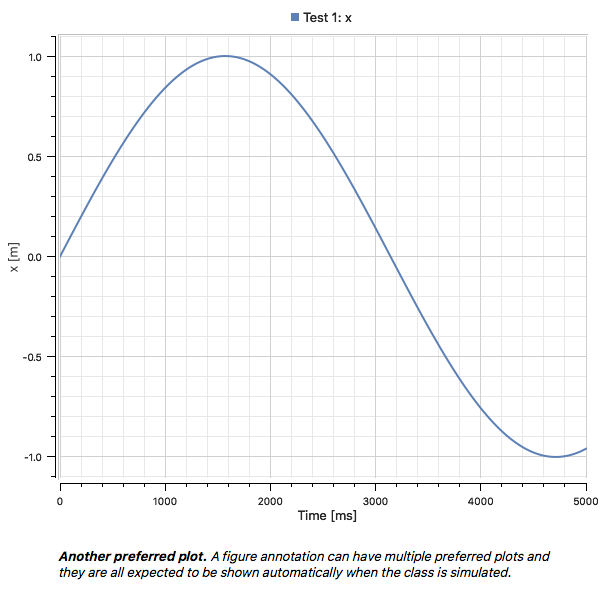 Test 1: x
1.0
0.5
0.0
-0.5
-1.0
x [m]
0 1000 2000 3000 4000 5000
Time [ms]
Another preferred plot. A figure annotation can have multiple preferred plots and
they are all expected to be shown automatically when the class is simulated.